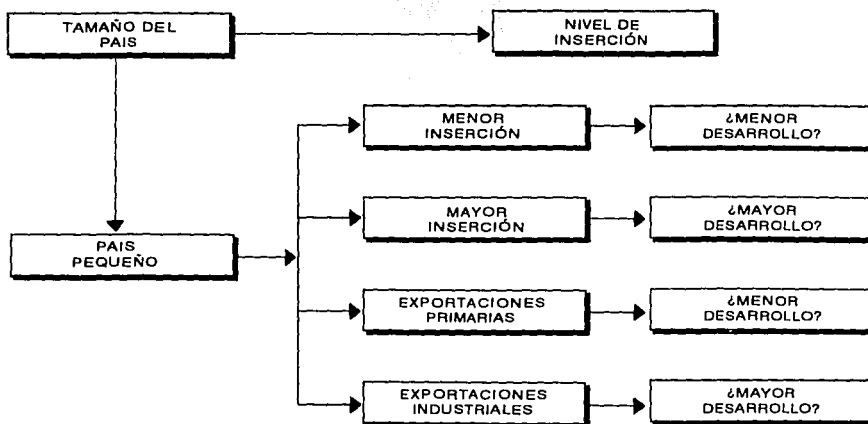 TAMAÑO DEL
PAIS
NIVEL DE
INSERCIÓN
MENOR
INSERCIÓN
¿MENOR
DESARROLLO?
MAYOR
INSERCIÓN
¿MAYOR
DESARROLLO?
PAIS
PEQUEÑO
EXPORTACIONES
PRIMARIAS
¿MENOR
DESARROLLO?
EXPORTACIONES
INDUSTRIALES
¿MAYOR
DESARROLLO?